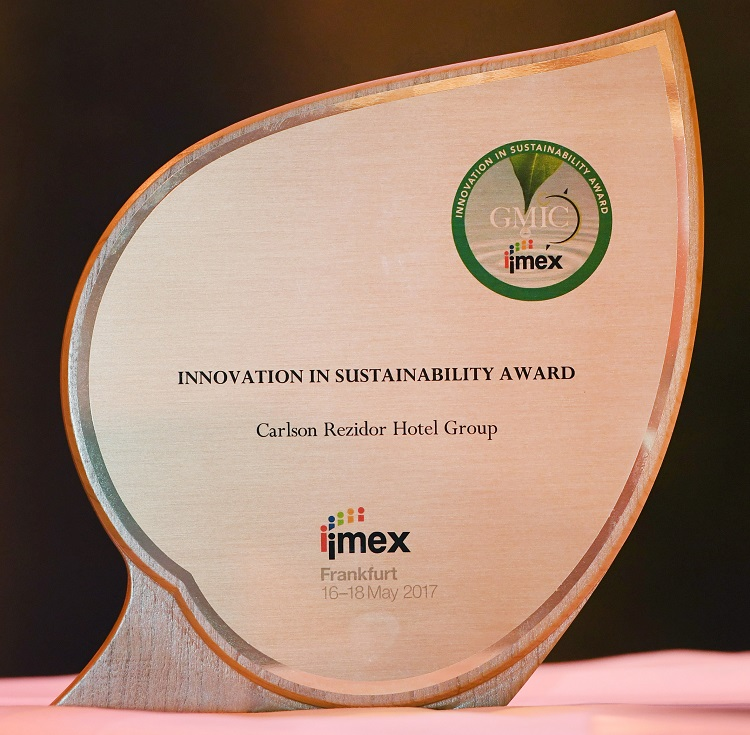 INNOVATION IN SUSTAINABILITY AWARD
GMIC
imex
INNOVATION IN SUSTAINABILITY AWARD
Carlson Rezidor Hotel Group
imex
Frankfurt
16–18 May 2017